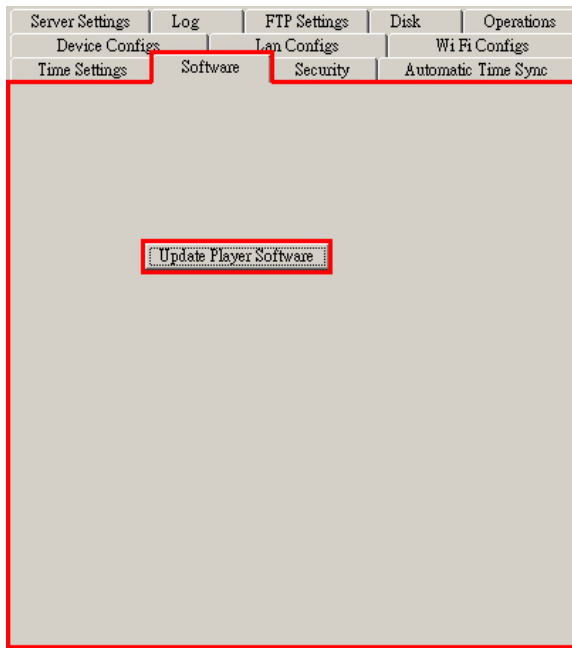 Server Settings Log FTP Settings Disk Operations
Device Configs Lan Configs Wi Fi Configs
Time Settings Software Security Automatic Time Sync
Update Player Software